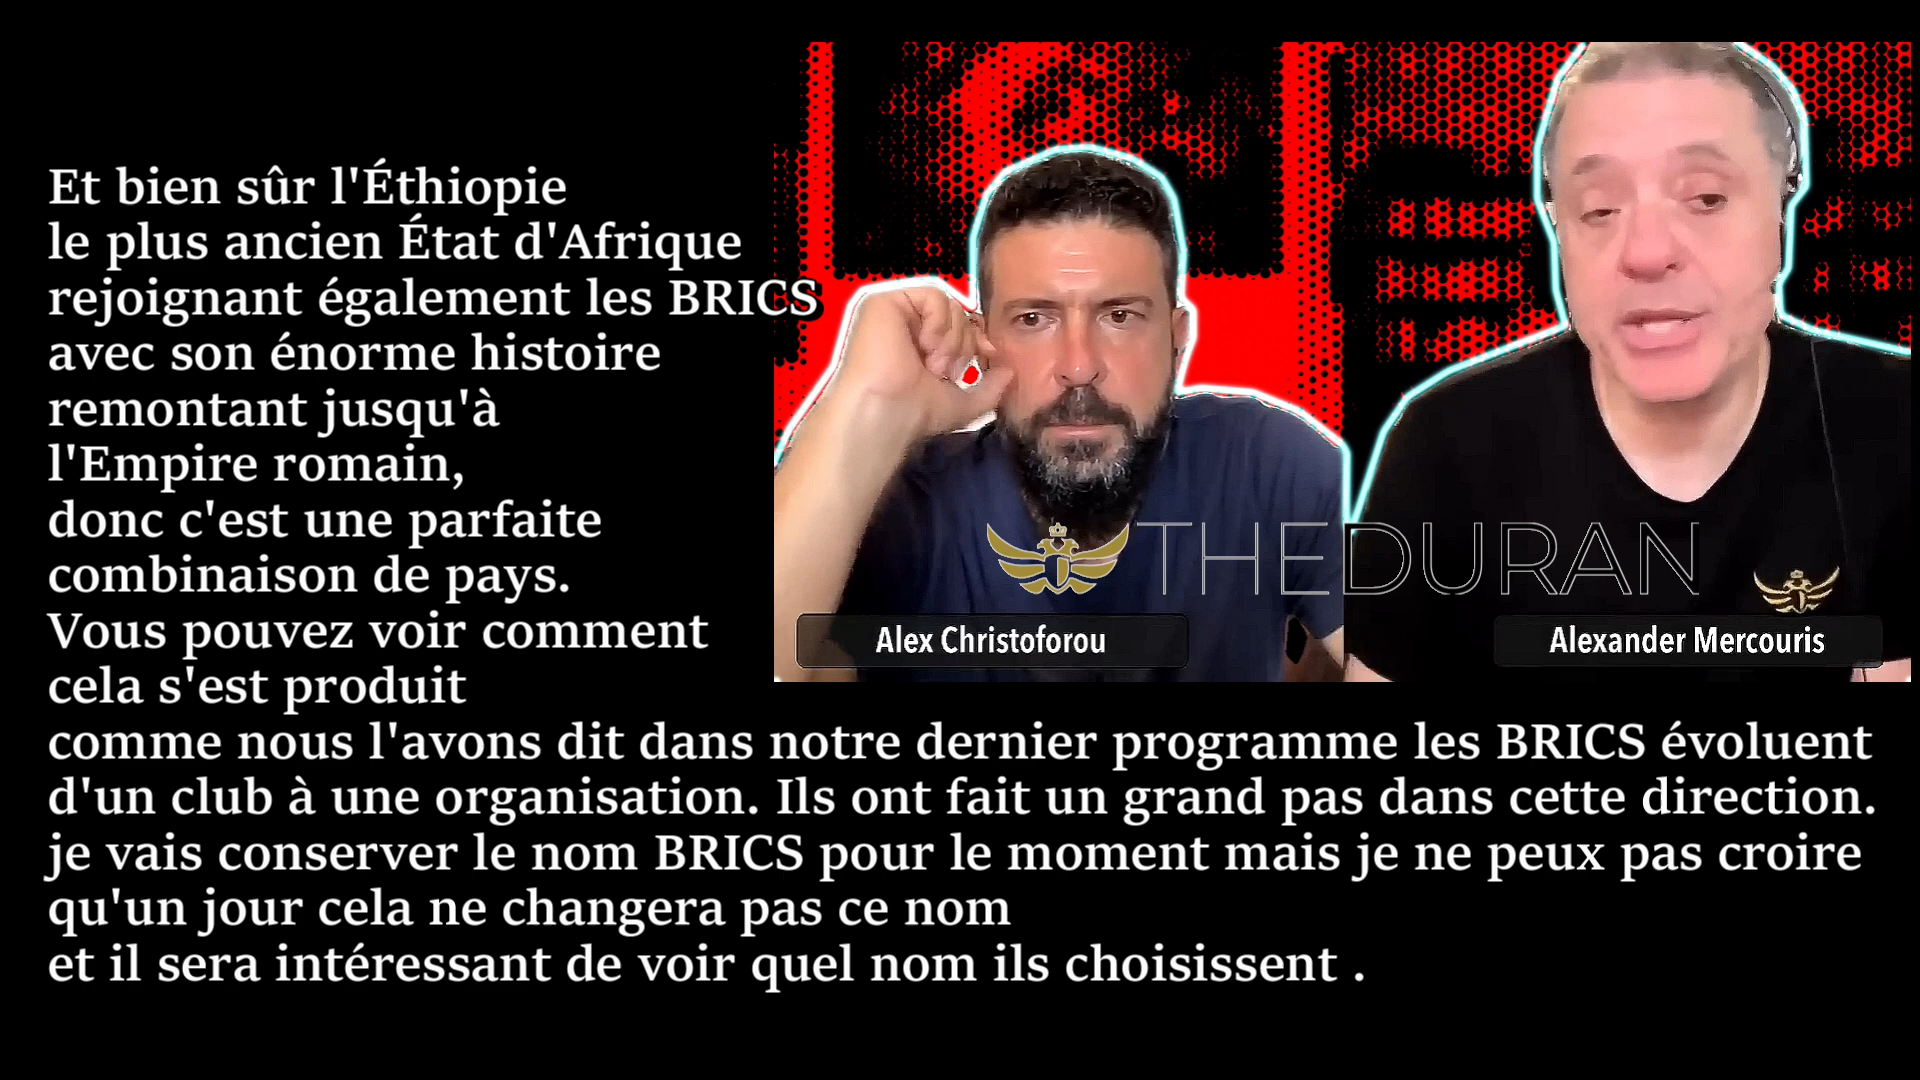 Et bien sûr l'Éthiopie
le plus ancien État d'Afrique
rejoignant également les BRICS
avec son énorme histoire
remontant jusqu'à
l'Empire romain,
donc c'est une parfaite
combinaison de pays.
Vous pouvez voir comment
cela s'est produit
comme nous l'avons dit dans notre dernier programme les BRICS évoluent
d'un club à une organisation. Ils ont fait un grand pas dans cette direction.
je vais conserver le nom BRICS pour le moment mais je ne peux pas croire
qu'un jour cela ne changera pas ce nom
et il sera intéressant de voir quel nom ils choisissent .
THEDURAN
Alex Christoforou
Alexander Mercouris